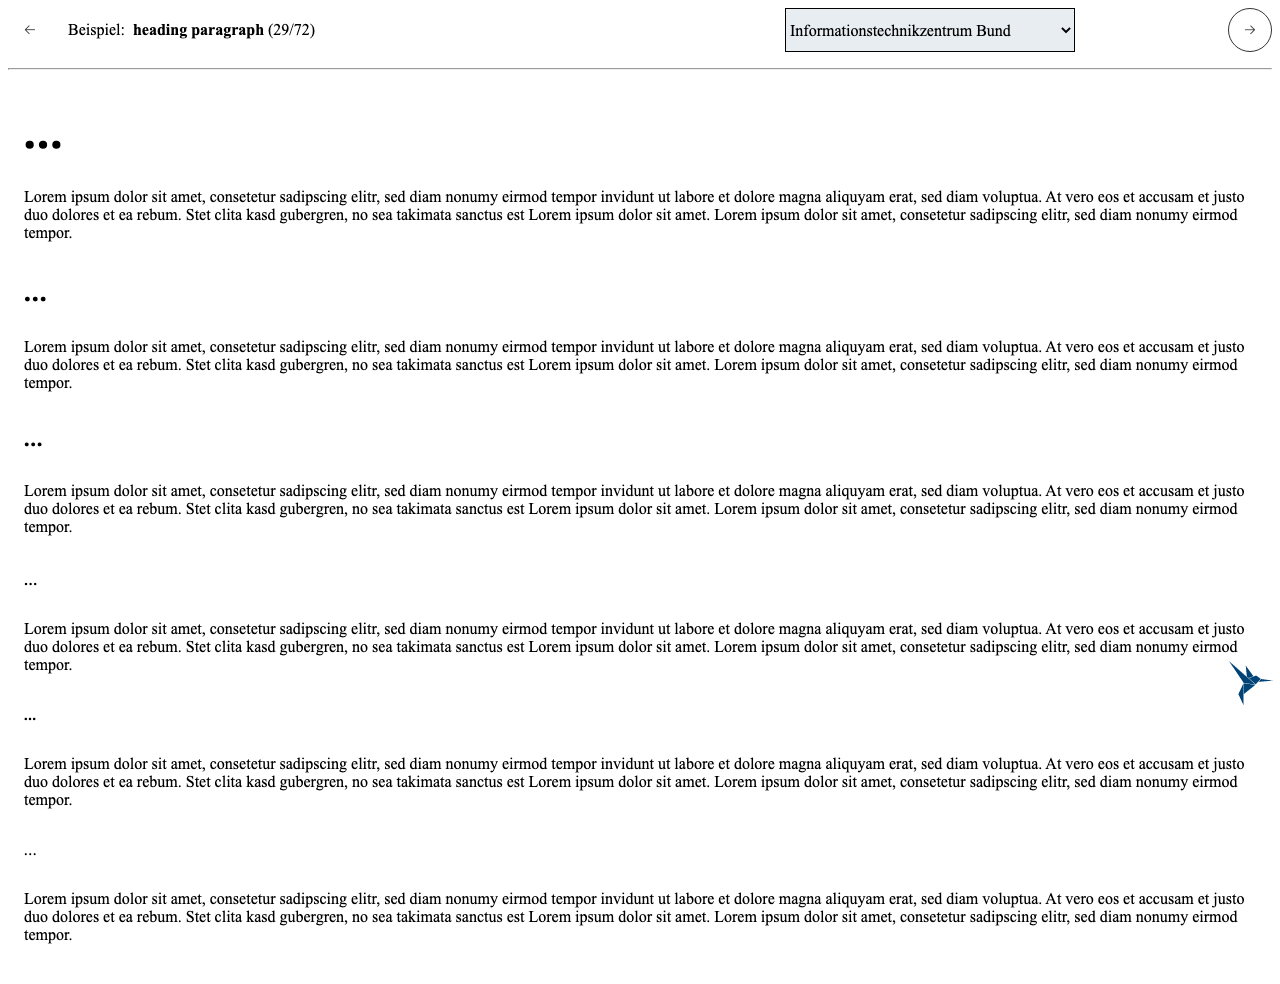 ← Beispiel: heading paragraph (29/72) Informationstechnikzentrum Bund →
...
Lorem ipsum dolor sit amet, consetetur sadipscing elitr, sed diam nonumy eirmod tempor invidunt ut labore et dolore magna aliquyam erat, sed diam voluptua. At vero eos et accusam et justo
duo dolores et ea rebum. Stet clita kasd gubergren, no sea takimata sanctus est Lorem ipsum dolor sit amet. Lorem ipsum dolor sit amet, consetetur sadipscing elitr, sed diam nonumy eirmod
tempor.
...
Lorem ipsum dolor sit amet, consetetur sadipscing elitr, sed diam nonumy eirmod tempor invidunt ut labore et dolore magna aliquyam erat, sed diam voluptua. At vero eos et accusam et justo
duo dolores et ea rebum. Stet clita kasd gubergren, no sea takimata sanctus est Lorem ipsum dolor sit amet. Lorem ipsum dolor sit amet, consetetur sadipscing elitr, sed diam nonumy eirmod
tempor.
...
Lorem ipsum dolor sit amet, consetetur sadipscing elitr, sed diam nonumy eirmod tempor invidunt ut labore et dolore magna aliquyam erat, sed diam voluptua. At vero eos et accusam et justo
duo dolores et ea rebum. Stet clita kasd gubergren, no sea takimata sanctus est Lorem ipsum dolor sit amet. Lorem ipsum dolor sit amet, consetetur sadipscing elitr, sed diam nonumy eirmod
tempor.
...
Lorem ipsum dolor sit amet, consetetur sadipscing elitr, sed diam nonumy eirmod tempor invidunt ut labore et dolore magna aliquyam erat, sed diam voluptua. At vero eos et accusam et justo
duo dolores et ea rebum. Stet clita kasd gubergren, no sea takimata sanctus est Lorem ipsum dolor sit amet. Lorem ipsum dolor sit amet, consetetur sadipscing elitr, sed diam nonumy eirmod
tempor.
...
Lorem ipsum dolor sit amet, consetetur sadipscing elitr, sed diam nonumy eirmod tempor invidunt ut labore et dolore magna aliquyam erat, sed diam voluptua. At vero eos et accusam et justo
duo dolores et ea rebum. Stet clita kasd gubergren, no sea takimata sanctus est Lorem ipsum dolor sit amet. Lorem ipsum dolor sit amet, consetetur sadipscing elitr, sed diam nonumy eirmod
tempor.
...
Lorem ipsum dolor sit amet, consetetur sadipscing elitr, sed diam nonumy eirmod tempor invidunt ut labore et dolore magna aliquyam erat, sed diam voluptua. At vero eos et accusam et justo
duo dolores et ea rebum. Stet clita kasd gubergren, no sea takimata sanctus est Lorem ipsum dolor sit amet. Lorem ipsum dolor sit amet, consetetur sadipscing elitr, sed diam nonumy eirmod
tempor.